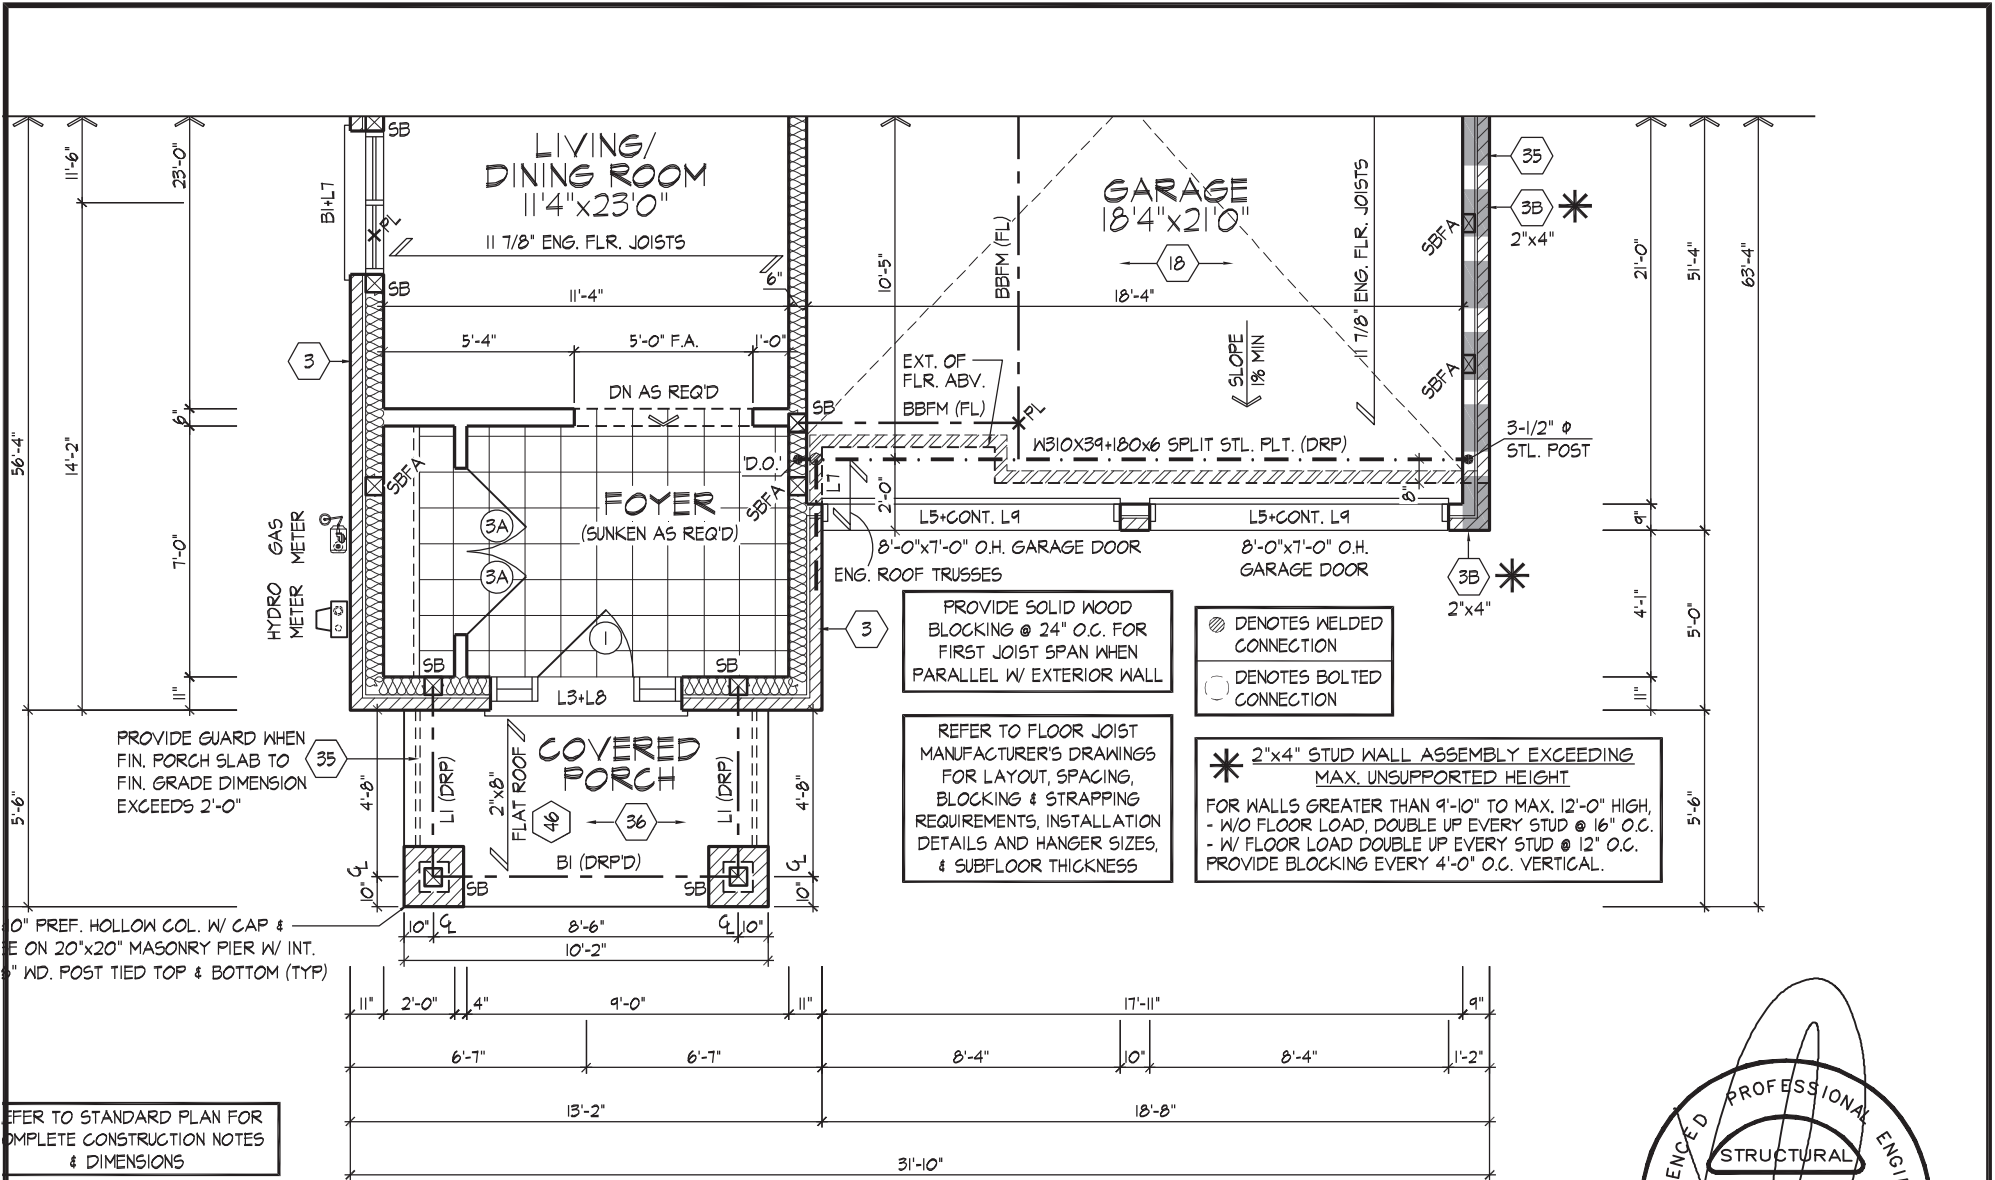 LIVING/
DINING ROOM
11'4"x23'0"
11 7/8" ENG. FLR. JOISTS
SB
B1+L7
PL
SB
11'-6"
23'-0"
56'-4"
14'-2"
6"
7'-0"
11"
5'-6"
3
11'-4"
6"
5'-4"
5'-0" F.A.
1'-0"
DN AS REQ'D
GARAGE
18'4"x21'0"
18
BBFM (FL)
10'-5"
18'-4"
11 7/8" ENG. FLR. JOISTS
SLOPE
1% MIN
EXT. OF
FLR. ABV.
BBFM (FL)
PL
SB
W310X39+180x6 SPLIT STL. PLT. (DRP)
SBFA
SBFA
35
3B
2"x4"
21'-0"
51'-4"
63'-4"
3-1/2" φ
STL. POST
SBFA
'D.O.'
SBFA
L7
2'-0"
8"
FOYER
(SUNKEN AS REQ'D)
3A
3A
1
L5+CONT. L9
L5+CONT. L9
8'-0"x7'-0" O.H. GARAGE DOOR
8'-0"x7'-0" O.H.
GARAGE DOOR
ENG. ROOF TRUSSES
3B
2"x4"
9"
4'-1"
5'-0"
11"
5'-6"
GAS
METER
HYDRO
METER
3
SB
SB
L3+L8
PROVIDE SOLID WOOD
BLOCKING @ 24" O.C. FOR
FIRST JOIST SPAN WHEN
PARALLEL W/ EXTERIOR WALL
DENOTES WELDED
CONNECTION
DENOTES BOLTED
CONNECTION
PROVIDE GUARD WHEN
FIN. PORCH SLAB TO
FIN. GRADE DIMENSION
EXCEEDS 2'-0"
35
COVERED
PORCH
4'-8"
L1 (DRP)
2"x8"
FLAT ROOF
46
36
L1 (DRP)
4'-8"
B1 (DRP'D)
SB
SB
10"
10"
REFER TO FLOOR JOIST
MANUFACTURER'S DRAWINGS
FOR LAYOUT, SPACING,
BLOCKING & STRAPPING
REQUIREMENTS, INSTALLATION
DETAILS AND HANGER SIZES,
& SUBFLOOR THICKNESS
2"x4" STUD WALL ASSEMBLY EXCEEDING
MAX. UNSUPPORTED HEIGHT
FOR WALLS GREATER THAN 9'-10" TO MAX. 12'-0" HIGH,
- W/O FLOOR LOAD, DOUBLE UP EVERY STUD @ 16" O.C.
- W/ FLOOR LOAD DOUBLE UP EVERY STUD @ 12" O.C.
PROVIDE BLOCKING EVERY 4'-0" O.C. VERTICAL.
0" PREF. HOLLOW COL. W/ CAP &
E ON 20"x20" MASONRY PIER W/ INT.
" WD. POST TIED TOP & BOTTOM (TYP)
10" CL 8'-6" CL 10"
10'-2"
11" 2'-0" 4" 9'-0" 11" 17'-11" 9"
6'-7" 6'-7" 8'-4" 10" 8'-4" 1'-2"
13'-2" 18'-8"
31'-10"
EFER TO STANDARD PLAN FOR
OMPLETE CONSTRUCTION NOTES
& DIMENSIONS
ENCED PROFESSIONAL ENGI
STRUCTURAL